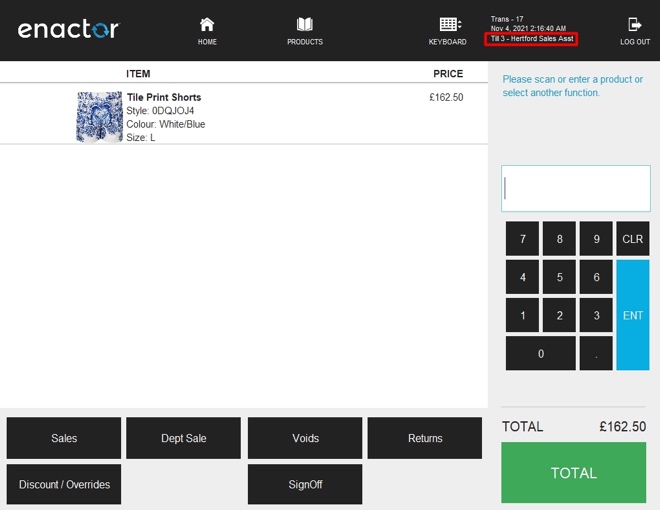 enactor
HOME
PRODUCTS
KEYBOARD
Trans - 17
Nov 4, 2021 2:16:40 AM
Till 3 - Hertford Sales Asst
LOG OUT
ITEM PRICE
Tile Print Shorts £162.50
Style: 0DQJOJ4
Colour: White/Blue
Size: L
Please scan or enter a product or
select another function.
7 8 9 CLR
4 5 6
1 2 3 ENT
0 .
TOTAL £162.50
TOTAL
Sales Dept Sale Voids Returns
Discount / Overrides SignOff